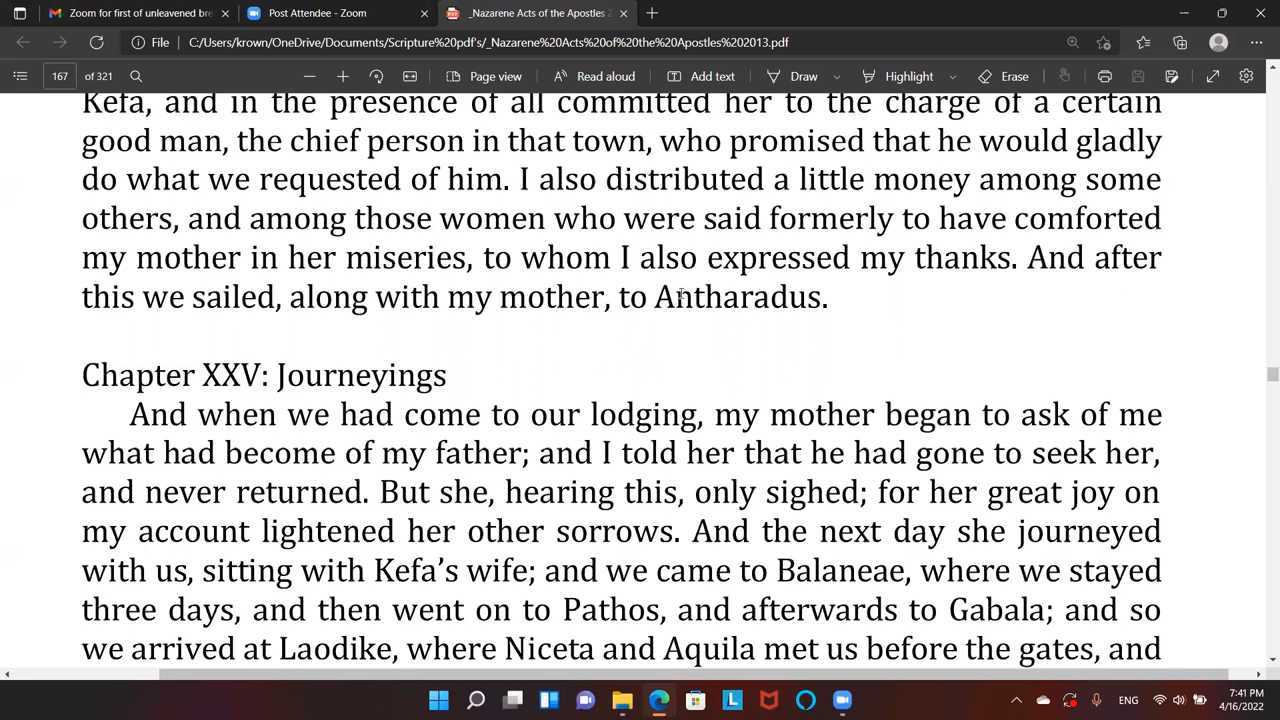 Zoom for first of unleavened bre
Post Attendee - Zoom
_Nazarene Acts of the Apostles 2
File
C:/Users/krown/OneDrive/Documents/Scripture%20pdf's/_Nazarene%20Acts%20of%20the%20Apostles%202013.pdf
167 of 321
Page view
Read aloud
Add text
Draw
Highlight
Erase
Kefa, and in the presence of all committed her to the charge of a certain
good man, the chief person in that town, who promised that he would gladly
do what we requested of him. I also distributed a little money among some
others, and among those women who were said formerly to have comforted
my mother in her miseries, to whom I also expressed my thanks. And after
this we sailed, along with my mother, to Antharadus.
Chapter XXV: Journeyings
And when we had come to our lodging, my mother began to ask of me
what had become of my father; and I told her that he had gone to seek her,
and never returned. But she, hearing this, only sighed; for her great joy on
my account lightened her other sorrows. And the next day she journeyed
with us, sitting with Kefa's wife; and we came to Balaneae, where we stayed
three days, and then went on to Pathos, and afterwards to Gabala; and so
we arrived at Laodike, where Niceta and Aquila met us before the gates, and
ENG
7:41 PM
4/16/2022